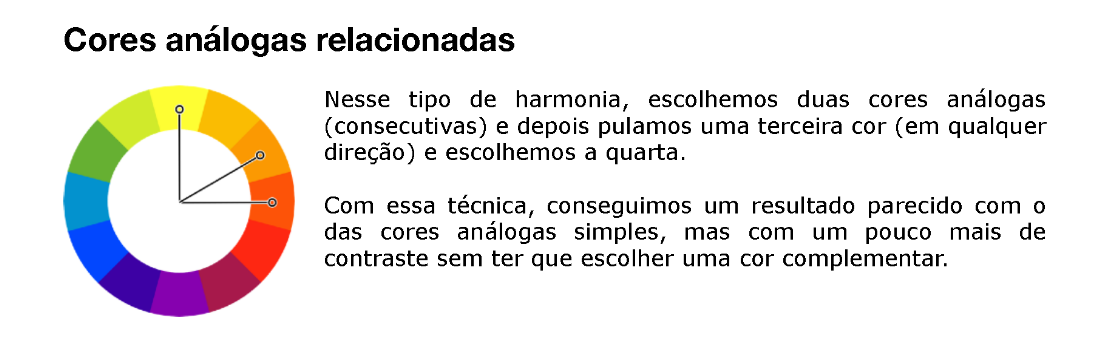 Cores análogas relacionadas
Nesse tipo de harmonia, escolhemos duas cores análogas
(consecutivas) e depois pulamos uma terceira cor (em qualquer
direção) e escolhemos a quarta.
Com essa técnica, conseguimos um resultado parecido com o
das cores análogas simples, mas com um pouco mais de
contraste sem ter que escolher uma cor complementar.